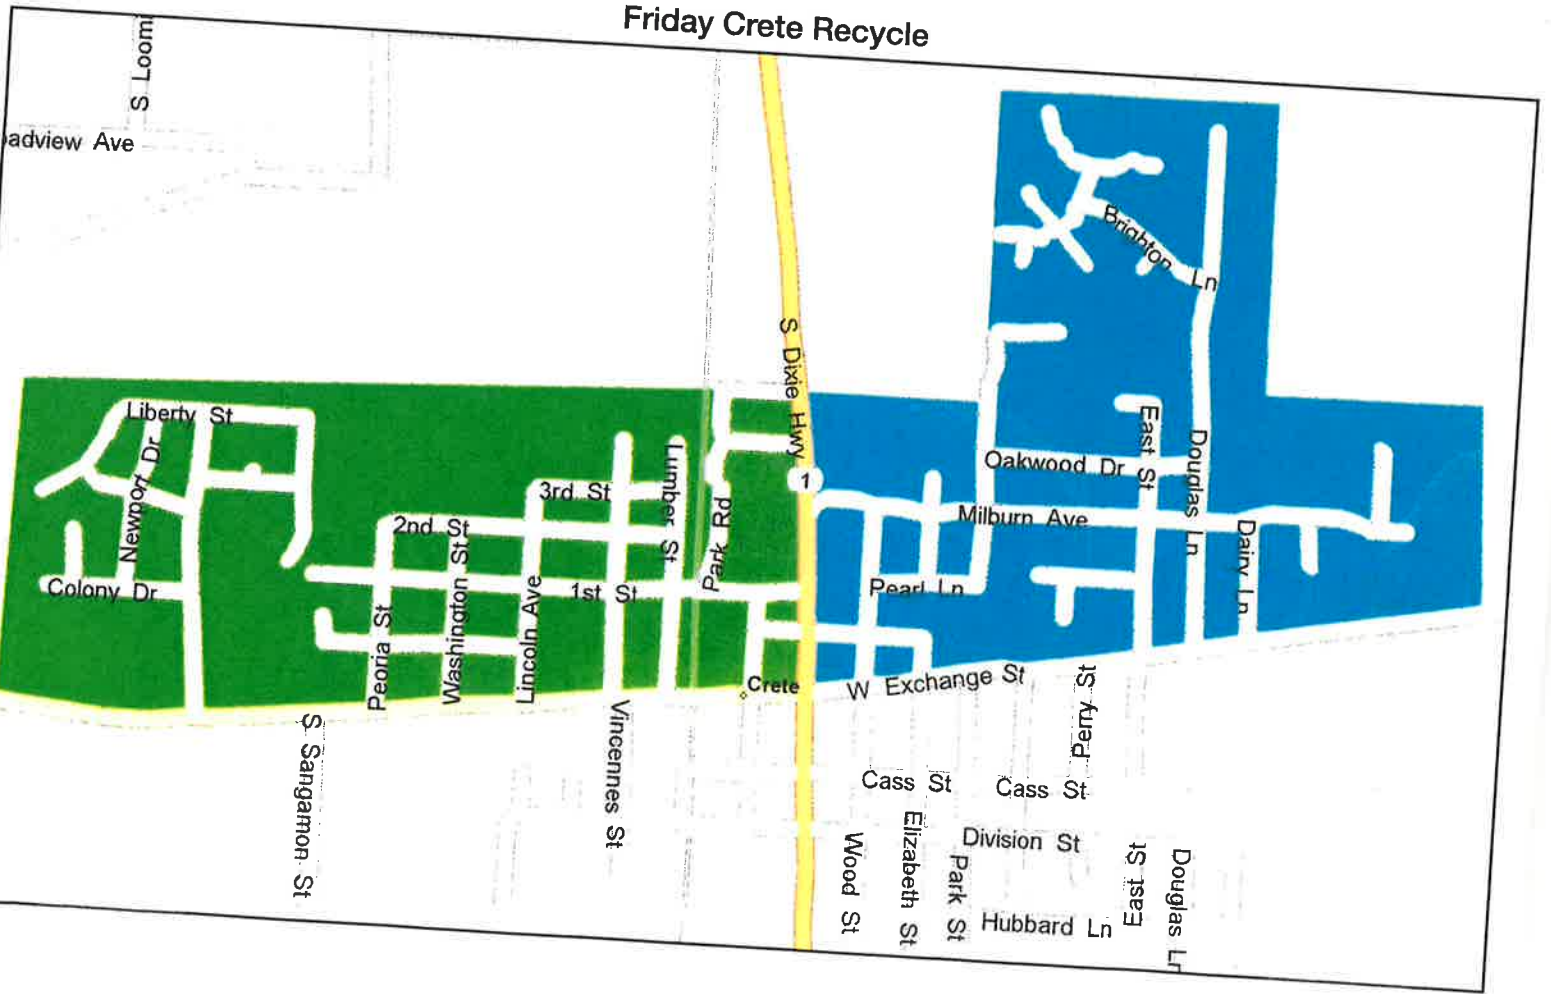 Friday Crete Recycle
S Loomi
adview Ave
Brighton Ln
S Dixie Hwy
1
Liberty St
Newport Dr
Colony Dr
3rd St
2nd St
1st St
Lumber St
Park Rd
Peoria St
Washington St
Lincoln Ave
Oakwood Dr
East St
Douglas Ln
Milburn Ave
Dairy Ln
Pearl Ln
Crete
W Exchange St
Perry St
S Sangamon St
Vincennes St
Cass St
Cass St
Division St
Wood St
Elizabeth St
Park St
Hubbard Ln
East St
Douglas Ln